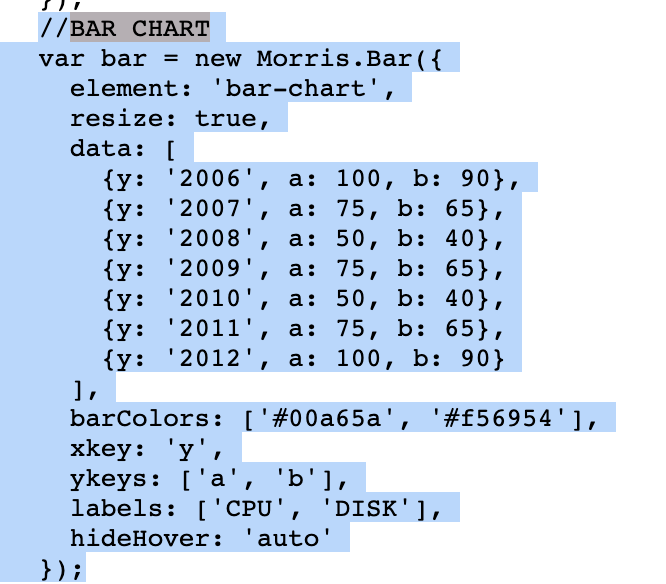 });
//BAR CHART
var bar = new Morris.Bar({
  element: 'bar-chart',
  resize: true,
  data: [
    {y: '2006', a: 100, b: 90},
    {y: '2007', a: 75, b: 65},
    {y: '2008', a: 50, b: 40},
    {y: '2009', a: 75, b: 65},
    {y: '2010', a: 50, b: 40},
    {y: '2011', a: 75, b: 65},
    {y: '2012', a: 100, b: 90}
  ],
  barColors: ['#00a65a', '#f56954'],
  xkey: 'y',
  ykeys: ['a', 'b'],
  labels: ['CPU', 'DISK'],
  hideHover: 'auto'
});